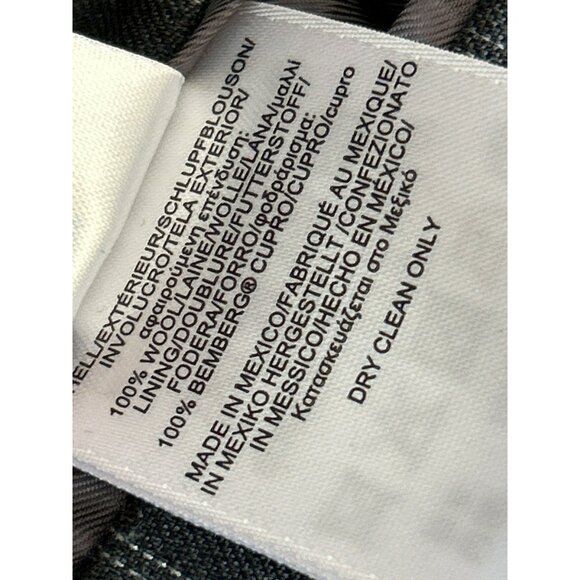 HELL/EXTÉRIEUR/SCHLUPFBLOUSON/
INVOLUCRO/TELA EXTERIOR/
αφαιρούμενη επένδυση:
100% WOOL/LAINE/WOLLE/LANA/μαλλί
LINING/DOUBLURE/FUTTERSTOFF/
FODERA/FORRO/φοδράρισμα:
100% BEMBERG® CUPRO/CUPRO/cupro
MADE IN MEXICO/FABRIQUÉ AU MEXIQUE/
IN MEXIKO HERGESTELLT /CONFEZIONATO
IN MESSICO/HECHO EN MÉXICO/
Κατασκευάζεται στο Μεξικό
DRY CLEAN ONLY